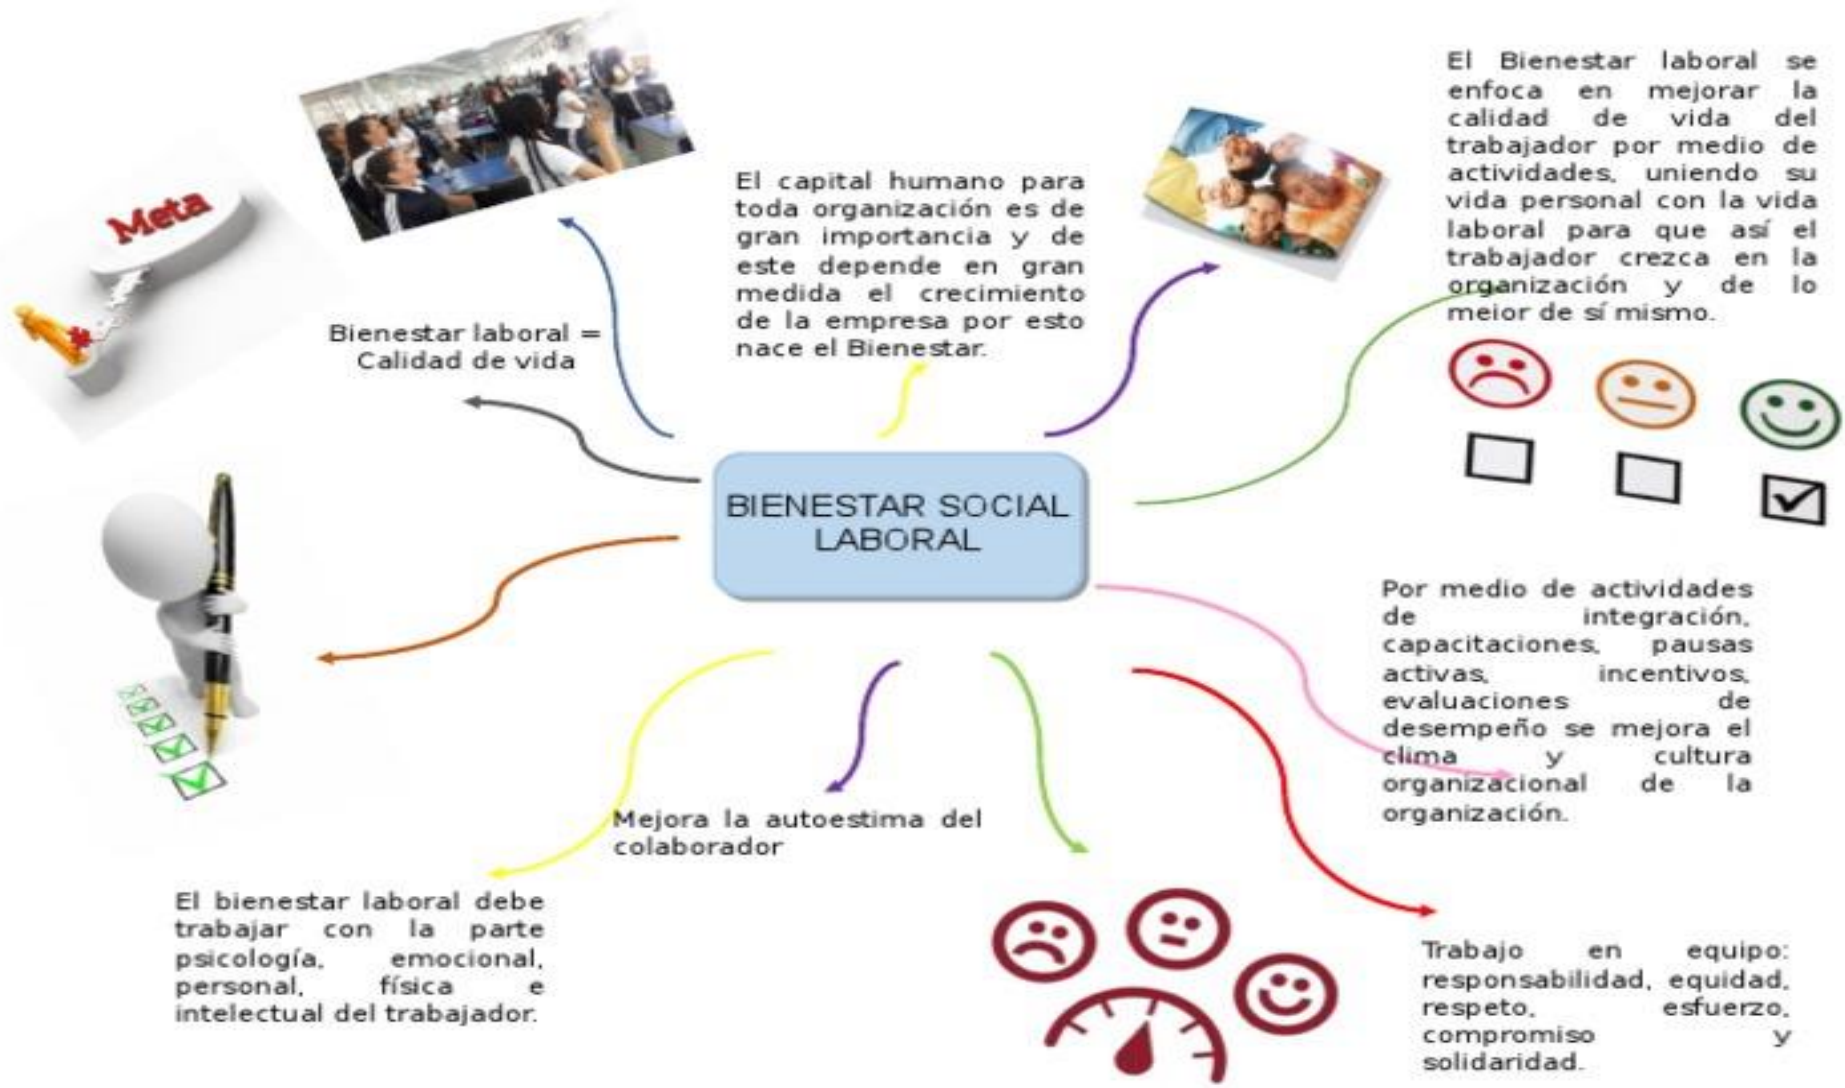 Meta
Bienestar laboral =
Calidad de vida
El capital humano para
toda organización es de
gran importancia y de
este depende en gran
medida el crecimiento
de la empresa por esto
nace el Bienestar.
El Bienestar laboral se
enfoca en mejorar la
calidad de vida del
trabajador por medio de
actividades, uniendo su
vida personal con la vida
laboral para que así el
trabajador crezca en la
organización y de lo
mejor de sí mismo.
BIENESTAR SOCIAL
LABORAL
Por medio de actividades
de integración,
capacitaciones, pausas
activas, incentivos,
evaluaciones de
desempeño se mejora el
clima y cultura
organizacional de la
organización.
Mejora la autoestima del
colaborador
El bienestar laboral debe
trabajar con la parte
psicología, emocional,
personal, física e
intelectual del trabajador.
Trabajo en equipo:
responsabilidad, equidad,
respeto, esfuerzo,
compromiso y
solidaridad.